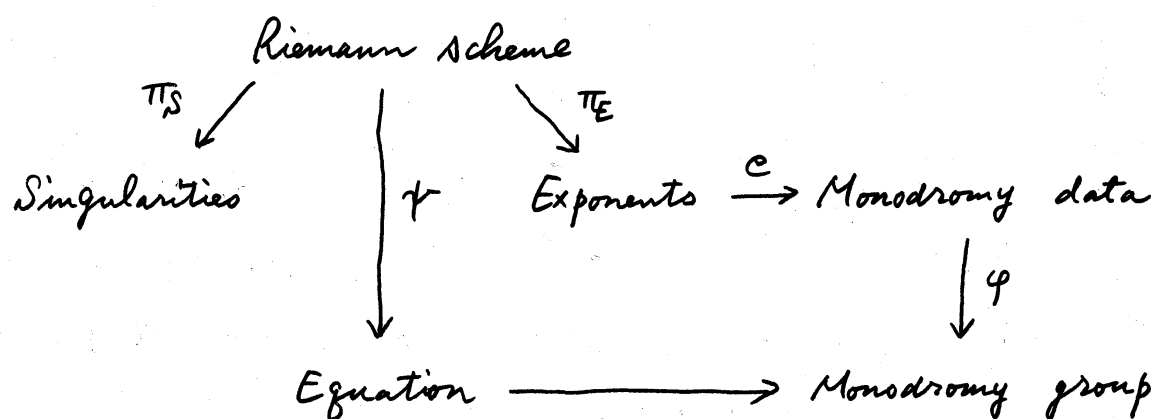 Riemann scheme
π_S π_E
Singularities ψ Exponents e Monodromy data
φ
Equation Monodromy group